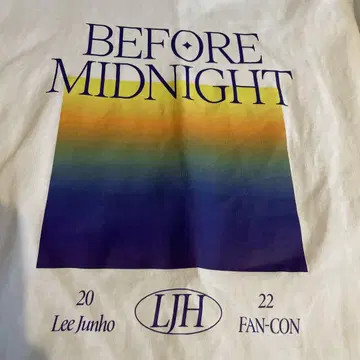 BEFORE
MIDNIGHT
20 LJH 22
Lee Junho FAN-CON